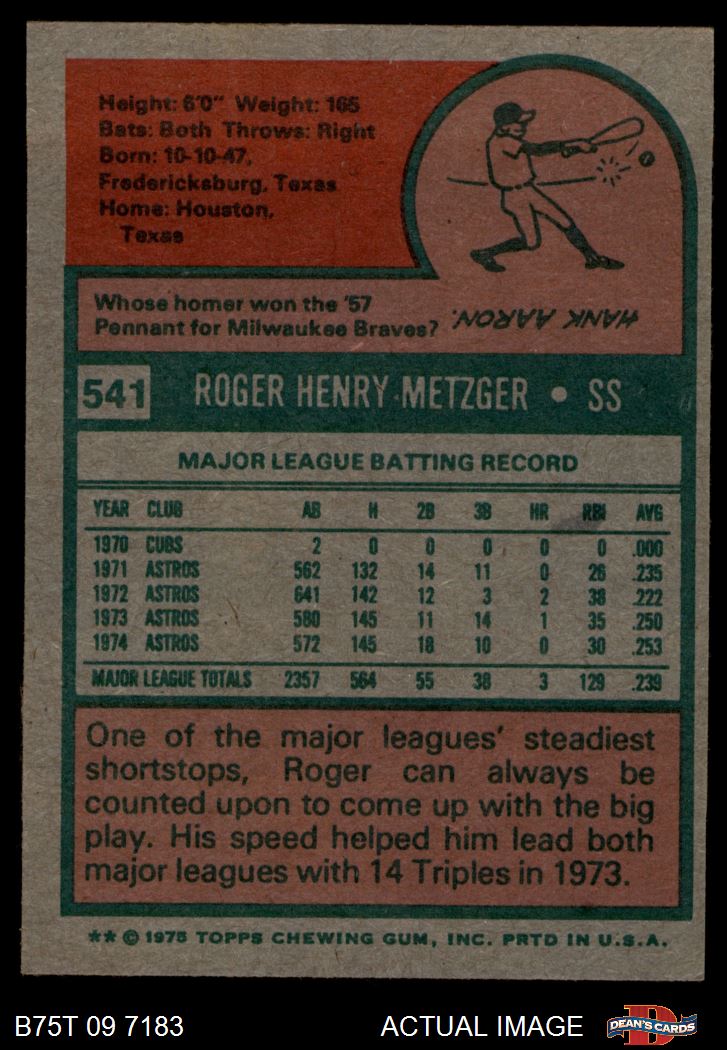 Height: 6'0" Weight: 165
Bats: Both Throws: Right
Born: 10-10-47,
Fredericksburg, Texas
Home: Houston,
Texas
Whose homer won the '57
Pennant for Milwaukee Braves?
HANK AARON.
541 ROGER HENRY METZGER • SS
MAJOR LEAGUE BATTING RECORD
YEAR CLUB AB H 2B 3B HR RBI AVG
1970 CUBS 2 0 0 0 0 0 .000
1971 ASTROS 562 132 14 11 0 26 .235
1972 ASTROS 641 142 12 3 2 38 .222
1973 ASTROS 580 145 11 14 1 35 .250
1974 ASTROS 572 145 18 10 0 30 .253
MAJOR LEAGUE TOTALS 2357 564 55 38 3 129 .239
One of the major leagues' steadiest
shortstops, Roger can always be
counted upon to come up with the big
play. His speed helped him lead both
major leagues with 14 Triples in 1973.
** © 1975 TOPPS CHEWING GUM, INC. PRTD IN U.S.A.
B75T 09 7183 ACTUAL IMAGE D DEAN'S CARDS